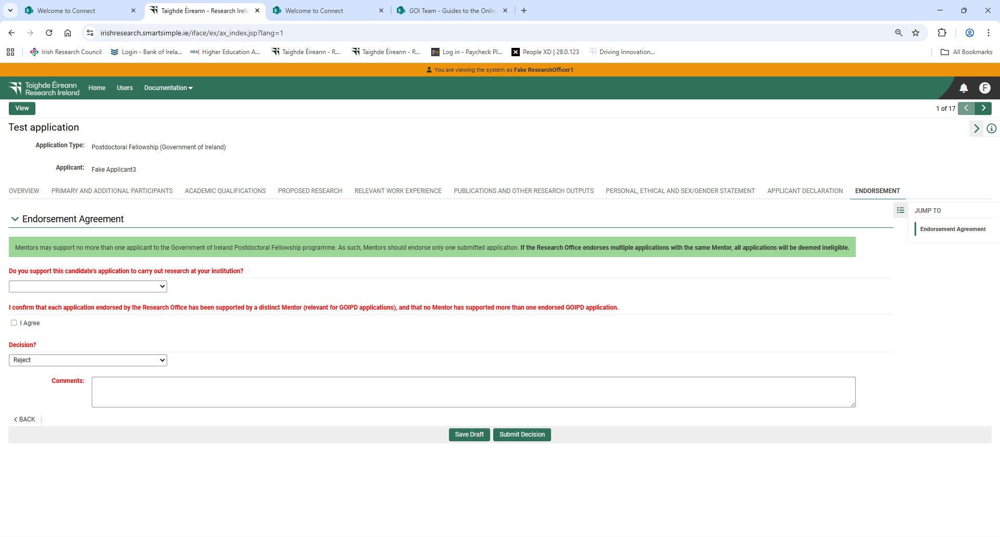 Welcome to Connect
Taighde Éireann - Research Irela
Welcome to Connect
GOI Team - Guides to the Onlin
irishresearch.smartsimple.ie/iface/ex/ax_index.jsp?lang=1
Irish Research Council
Login - Bank of Irela...
HEA| Higher Education A...
Taighde Éireann - R...
Taighde Éireann - R...
P+ Log in - Paycheck Pl...
People XD | 28.0.123
Driving Innovation...
All Bookmarks
You are viewing the system as Fake ResearchOfficer1
Taighde Éireann
Research Ireland
Home
Users
Documentation
F
View
1 of 17
Test application
Application Type:
Postdoctoral Fellowship (Government of Ireland)
Applicant:
Fake Applicant3
OVERVIEW
PRIMARY AND ADDITIONAL PARTICIPANTS
ACADEMIC QUALIFICATIONS
PROPOSED RESEARCH
RELEVANT WORK EXPERIENCE
PUBLICATIONS AND OTHER RESEARCH OUTPUTS
PERSONAL, ETHICAL AND SEX/GENDER STATEMENT
APPLICANT DECLARATION
ENDORSEMENT
JUMP TO
Endorsement Agreement
Endorsement Agreement
Mentors may support no more than one applicant to the Government of Ireland Postdoctoral Fellowship programme. As such, Mentors should endorse only one submitted application. If the Research Office endorses multiple applications with the same Mentor, all applications will be deemed ineligible.
Do you support this candidate's application to carry out research at your institution?
I confirm that each application endorsed by the Research Office has been supported by a distinct Mentor (relevant for GOIPD applications), and that no Mentor has supported more than one endorsed GOIPD application.
I Agree
Decision?
Reject
Comments:
BACK
Save Draft
Submit Decision